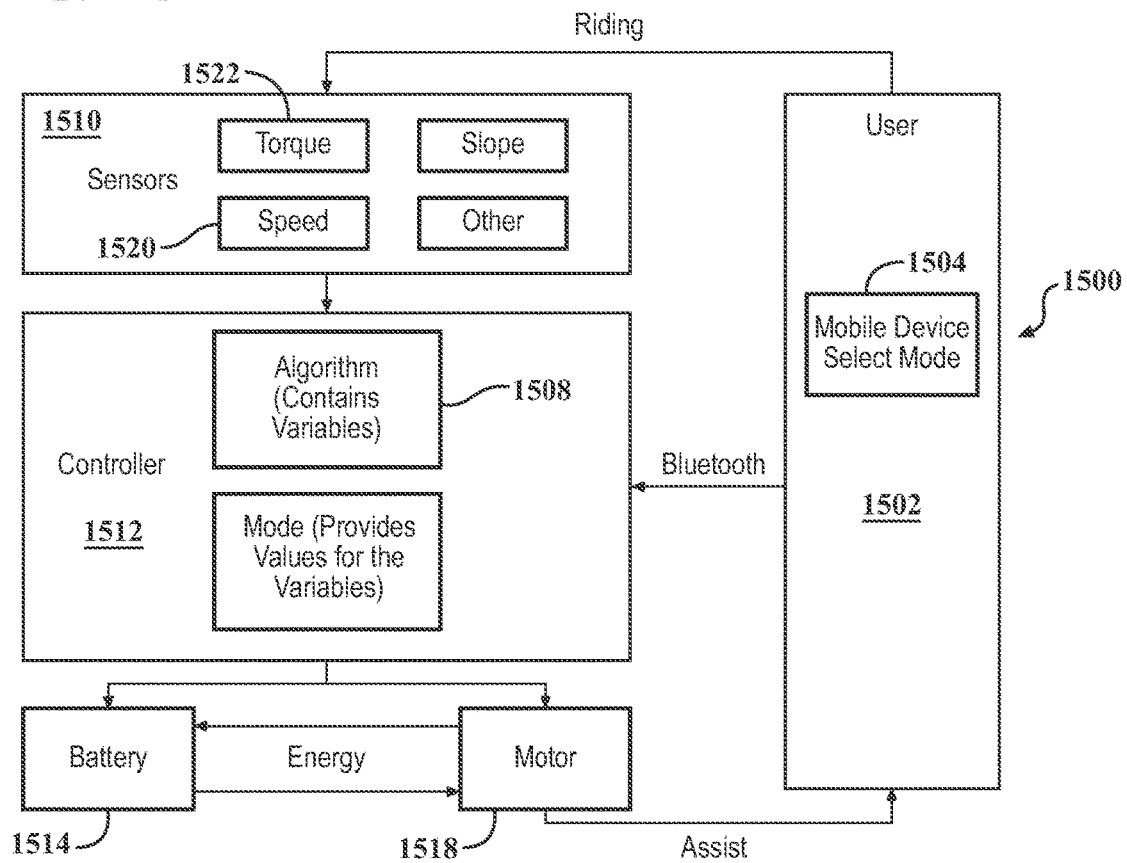 Riding
1522
1510
Torque
Slope
Sensors
Speed
Other
1520
User
1504
Mobile Device
Select Mode
1500
Algorithm
(Contains
Variables)
1508
Controller
1512
Bluetooth
1502
Mode (Provides
Values for the
Variables)
Battery
Energy
Motor
1514
1518
Assist